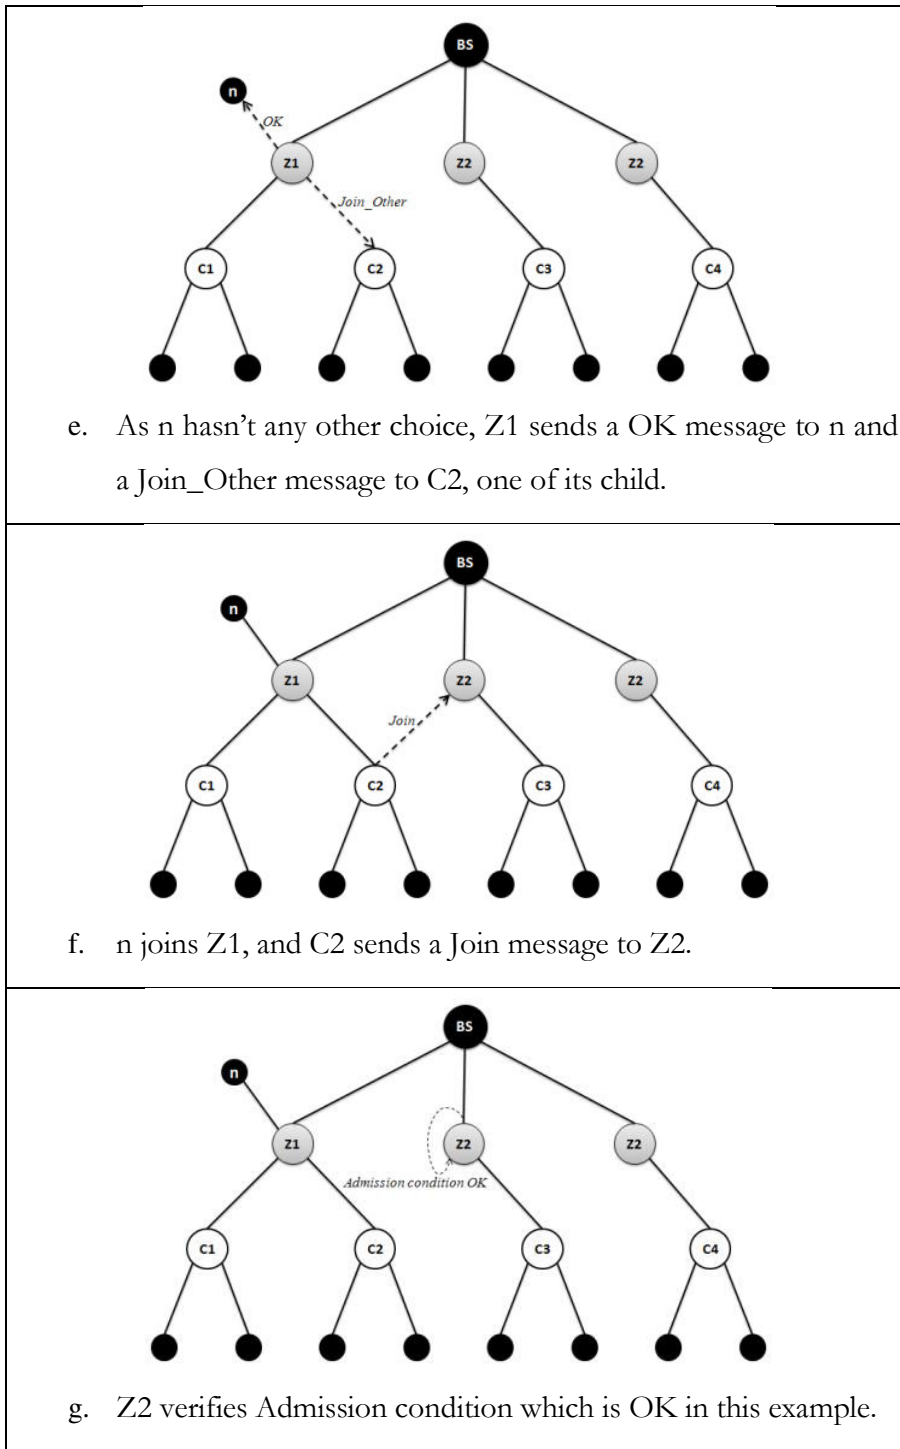 BS
n
OK
Z1
Z2
Z2
Join_Other
C1
C2
C3
C4
e. As n hasn't any other choice, Z1 sends a OK message to n and
a Join_Other message to C2, one of its child.
BS
n
Z1
Z2
Z2
Join
C1
C2
C3
C4
f. n joins Z1, and C2 sends a Join message to Z2.
BS
n
Z1
Z2
Z2
Admission condition OK
C1
C2
C3
C4
g. Z2 verifies Admission condition which is OK in this example.